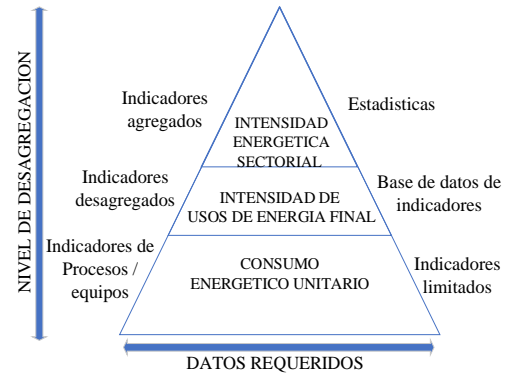 NIVEL DE DESAGREGACION
Indicadores
agregados
INTENSIDAD
ENERGETICA
SECTORIAL
Estadisticas
Indicadores
desagregados
INTENSIDAD DE
USOS DE ENERGIA FINAL
Base de datos de
indicadores
Indicadores de
Procesos /
equipos
CONSUMO
ENERGETICO UNITARIO
Indicadores
limitados
DATOS REQUERIDOS